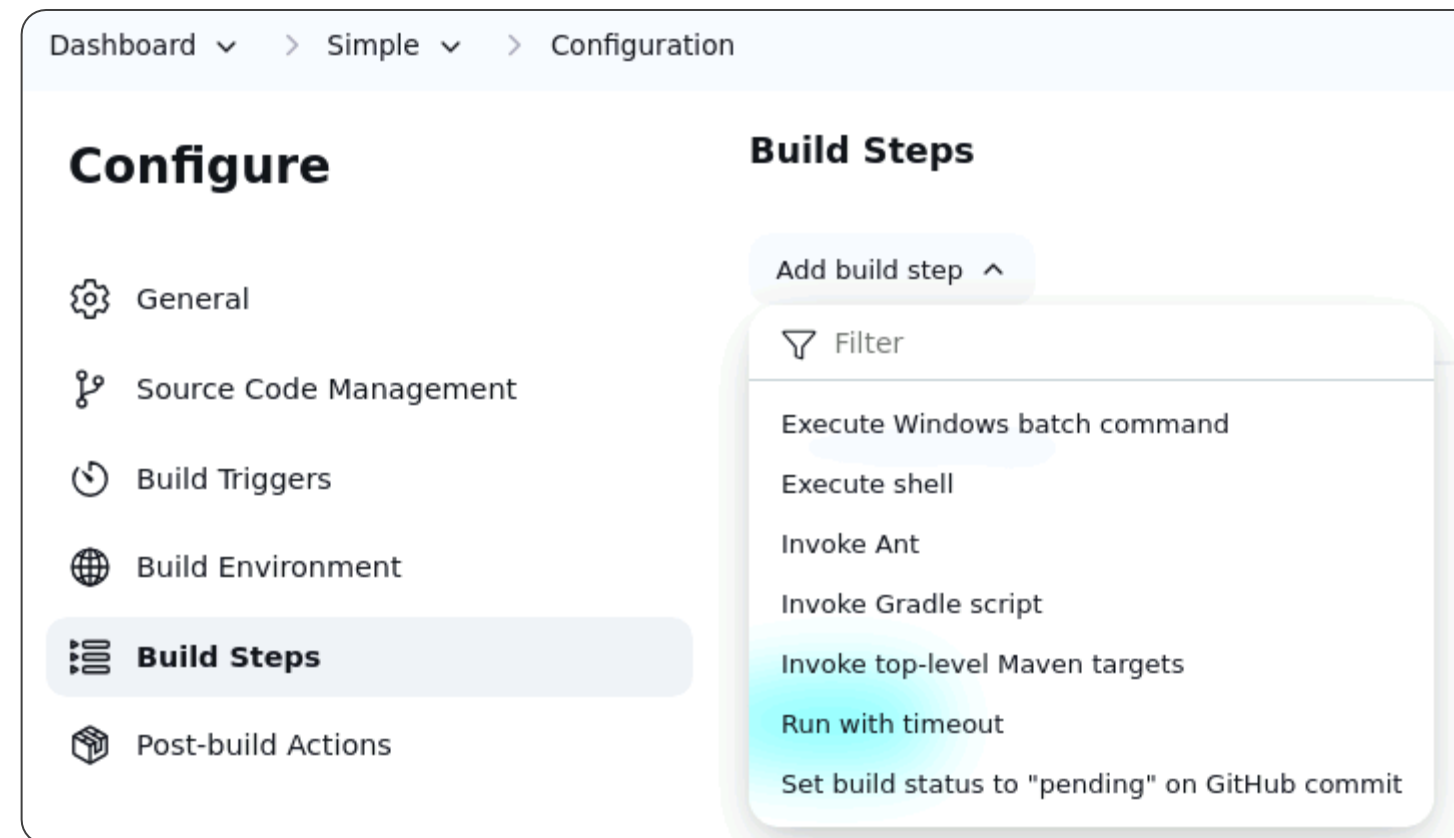 Dashboard Simple Configuration
Configure
General
Source Code Management
Build Triggers
Build Environment
Build Steps
Post-build Actions
Build Steps
Add build step
Filter
Execute Windows batch command
Execute shell
Invoke Ant
Invoke Gradle script
Invoke top-level Maven targets
Run with timeout
Set build status to "pending" on GitHub commit